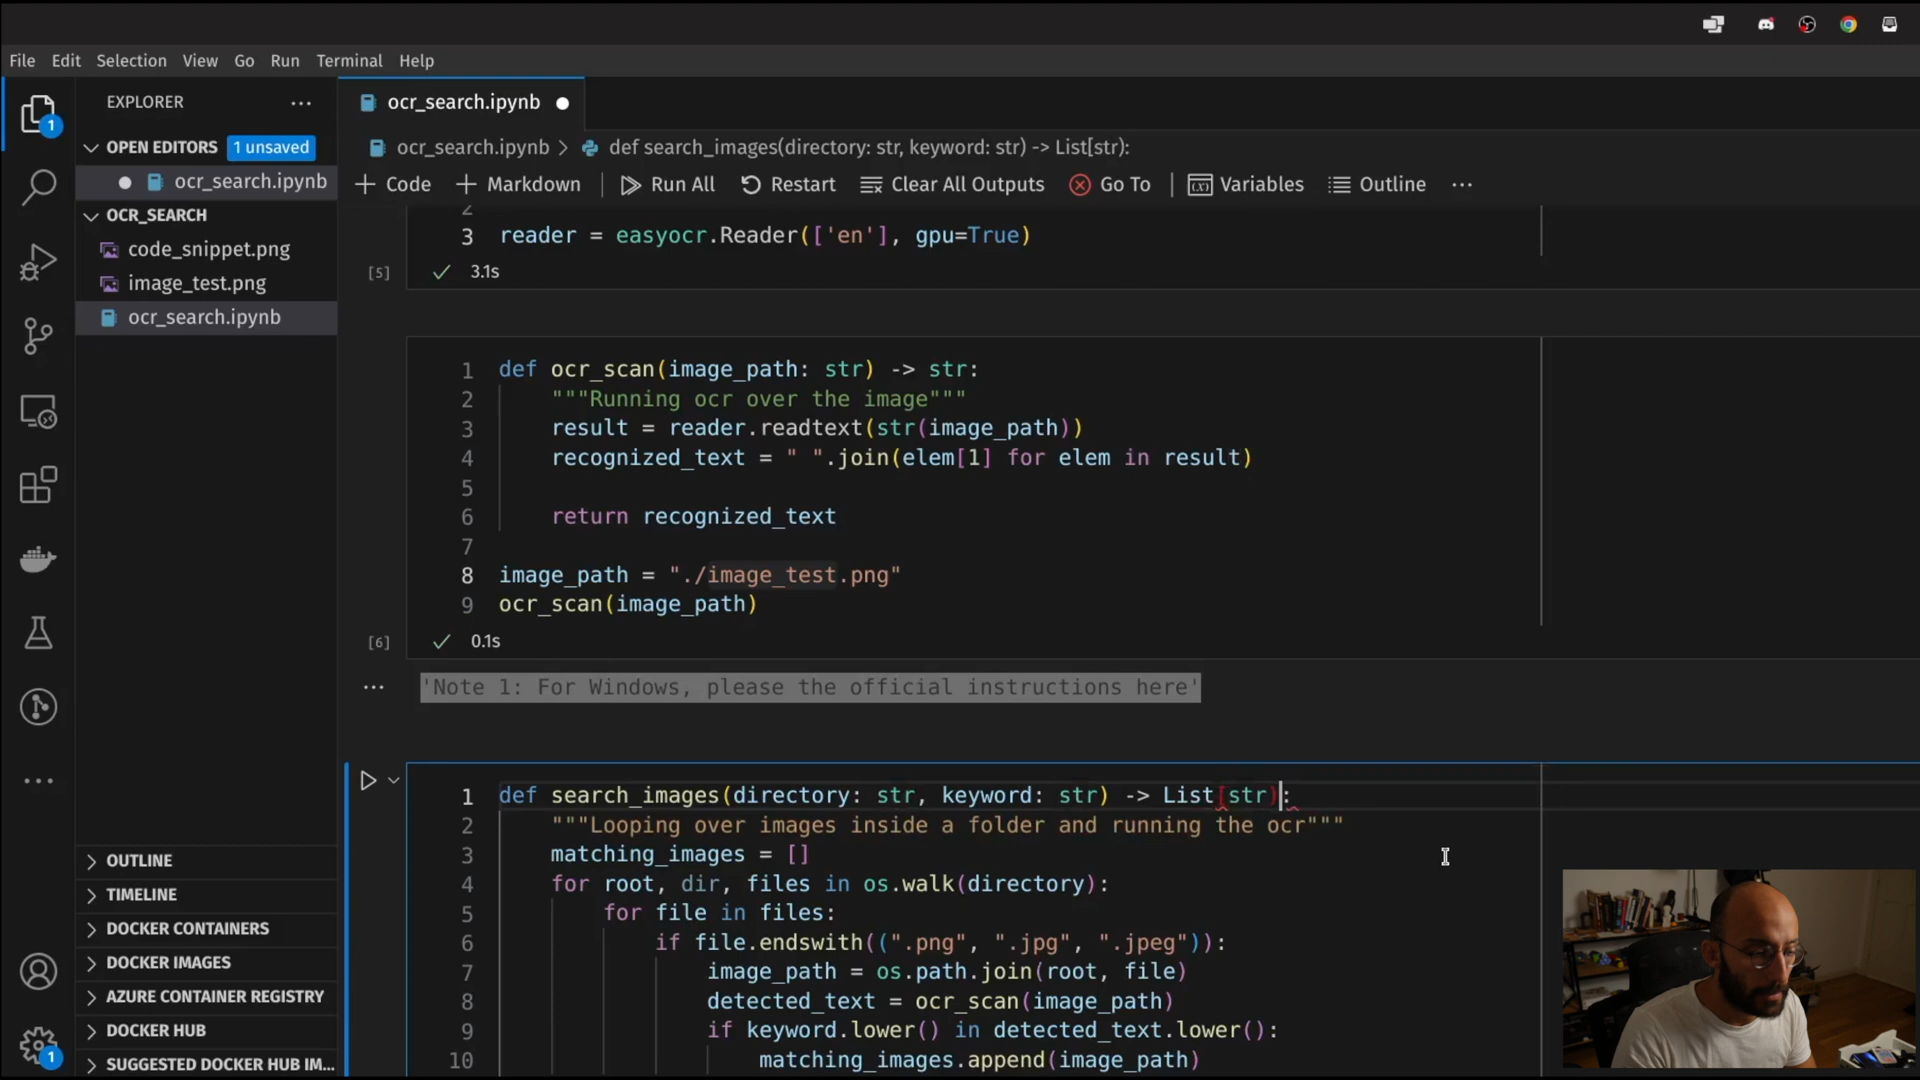 File Edit Selection View Go Run Terminal Help
EXPLORER
ocr_search.ipynb
1
OPEN EDITORS 1 unsaved
ocr_search.ipynb > def search_images(directory: str, keyword: str) -> List[str):
ocr_search.ipynb
+ Code + Markdown Run All Restart Clear All Outputs Go To Variables Outline ...
OCR_SEARCH
code_snippet.png
image_test.png
ocr_search.ipynb
2
3 reader = easyocr.Reader(['en'], gpu=True)
[5] 3.1s
1 def ocr_scan(image_path: str) -> str:
2 """Running ocr over the image"""
3 result = reader.readtext(str(image_path))
4 recognized_text = " ".join(elem[1] for elem in result)
5
6 return recognized_text
7
8 image_path = "./image_test.png"
9 ocr_scan(image_path)
[6] 0.1s
'Note 1: For Windows, please the official instructions here'
1 def search_images(directory: str, keyword: str) -> List[str):
2 """Looping over images inside a folder and running the ocr"""
3 matching_images = []
4 for root, dir, files in os.walk(directory):
5 for file in files:
6 if file.endswith((".png", ".jpg", ".jpeg")):
7 image_path = os.path.join(root, file)
8 detected_text = ocr_scan(image_path)
9 if keyword.lower() in detected_text.lower():
10 matching_images.append(image_path)
OUTLINE
TIMELINE
DOCKER CONTAINERS
DOCKER IMAGES
AZURE CONTAINER REGISTRY
DOCKER HUB
SUGGESTED DOCKER HUB IM...
1